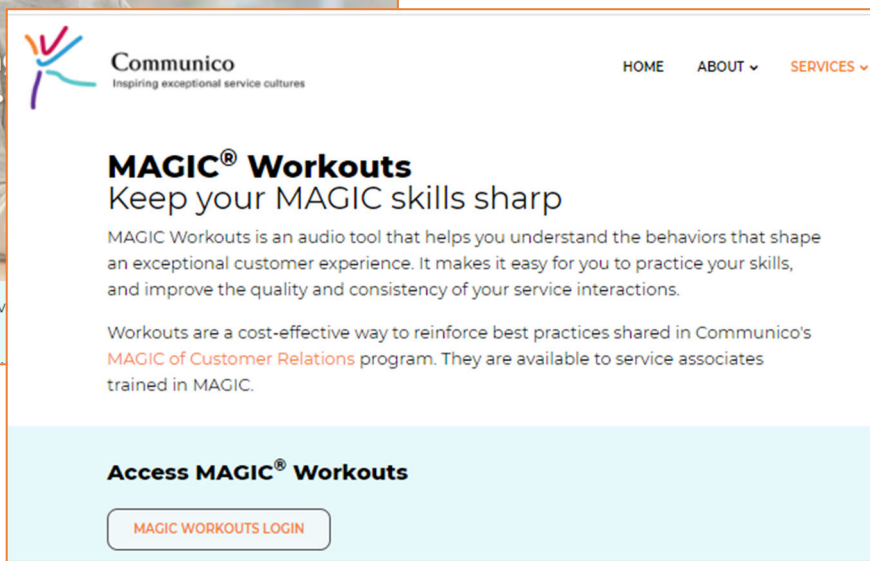 Communico
Inspiring exceptional service cultures
HOME ABOUT SERVICES
MAGIC® Workouts
Keep your MAGIC skills sharp
MAGIC Workouts is an audio tool that helps you understand the behaviors that shape
an exceptional customer experience. It makes it easy for you to practice your skills,
and improve the quality and consistency of your service interactions.
Workouts are a cost-effective way to reinforce best practices shared in Communico's
MAGIC of Customer Relations program. They are available to service associates
trained in MAGIC.
Access MAGIC® Workouts
MAGIC WORKOUTS LOGIN